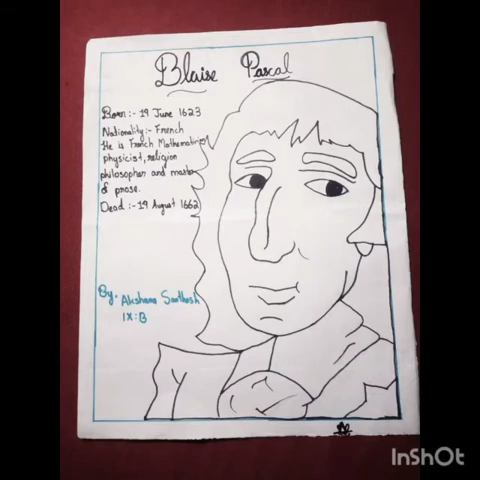 Blaise Pascal
Born :- 19 June 1623
Nationality:- French
He is French Mathematician
physicist, religion
philosopher and master
of prose.
Dead :- 19 August 1662
By:- Akshara Santhosh
IX:B
InShOt